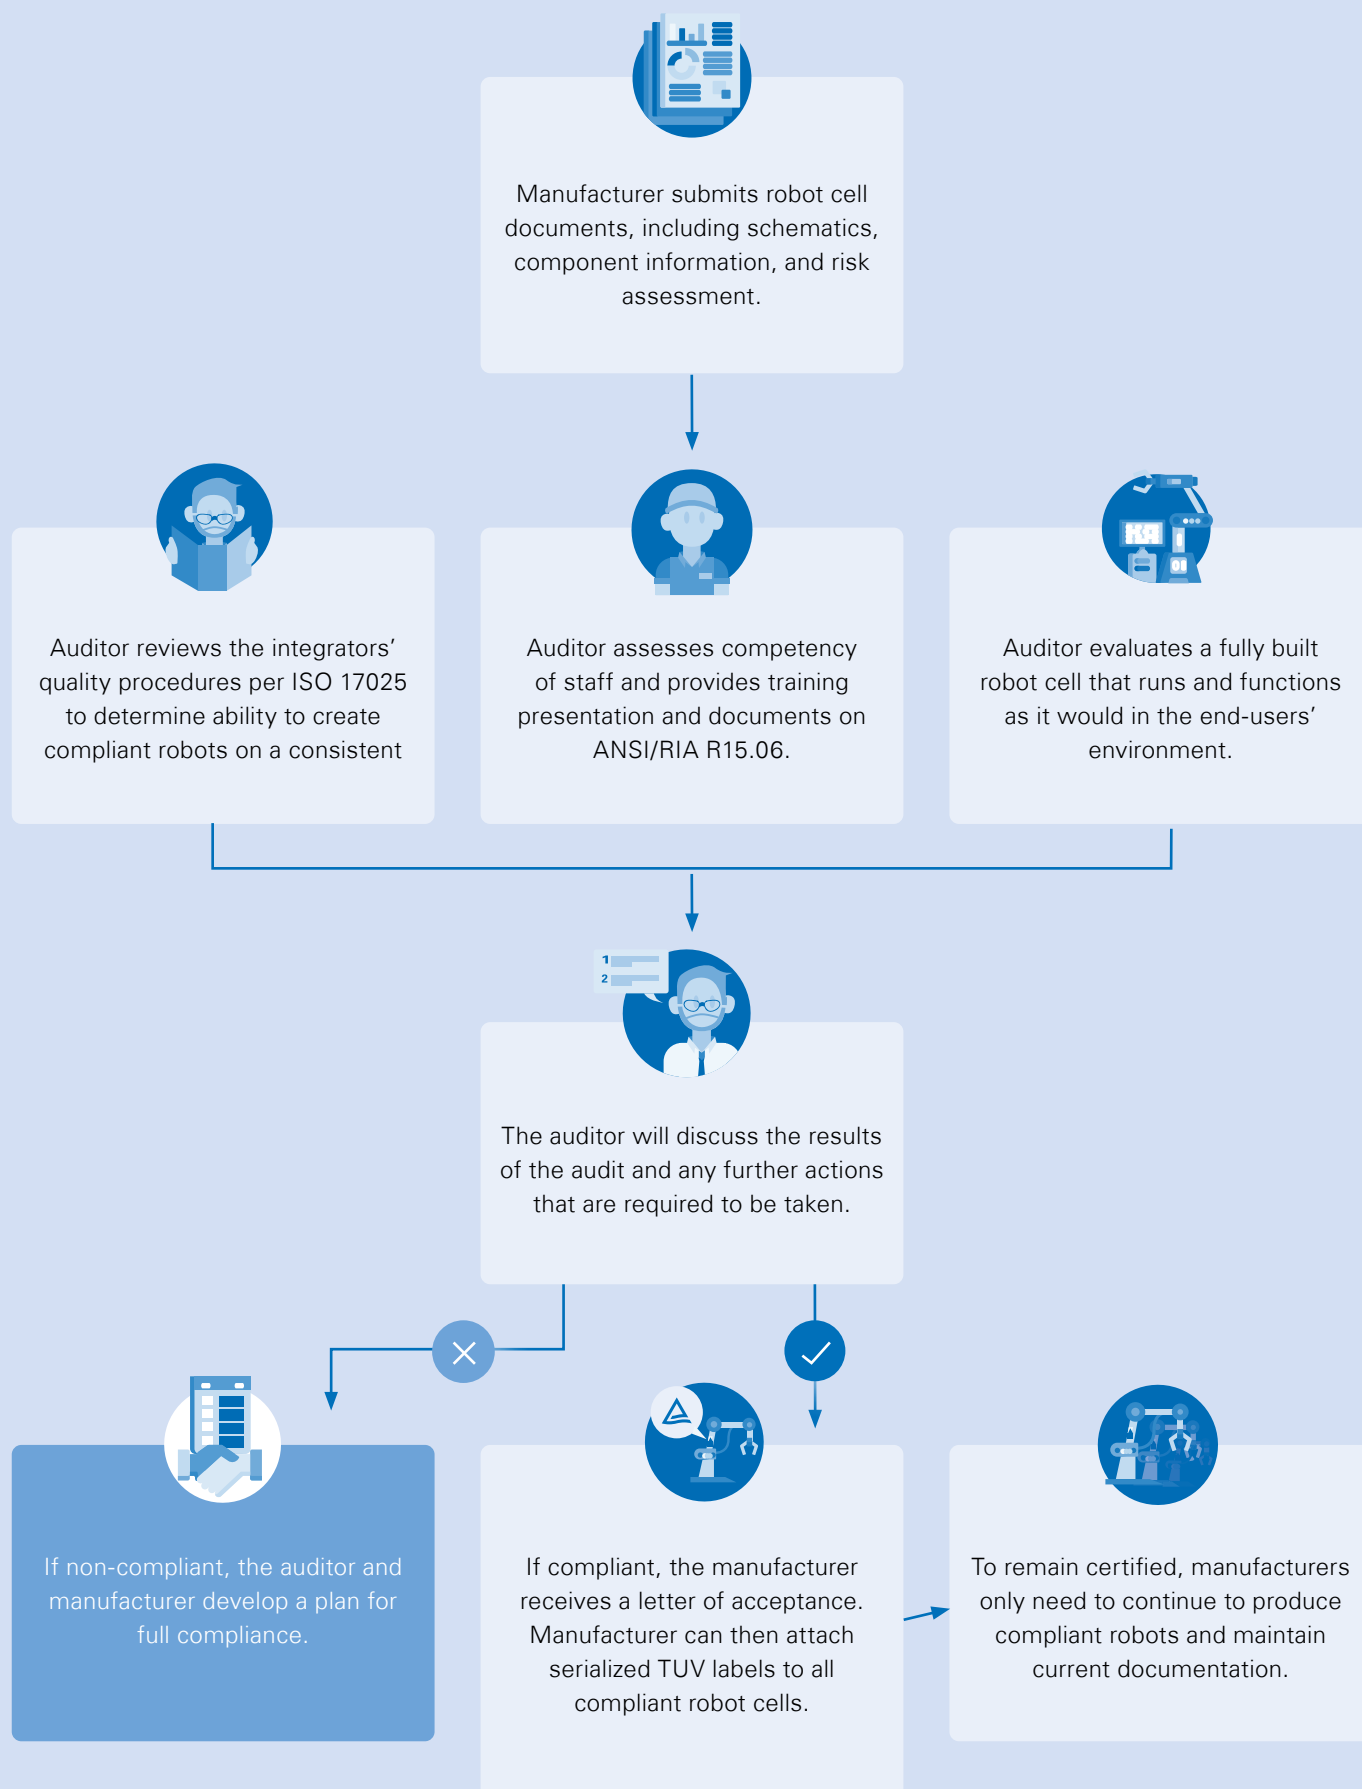 Manufacturer submits robot cell
documents, including schematics,
component information, and risk
assessment.
Auditor reviews the integrators’
quality procedures per ISO 17025
to determine ability to create
compliant robots on a consistent
Auditor assesses competency
of staff and provides training
presentation and documents on
ANSI/RIA R15.06.
KA
Auditor evaluates a fully built
robot cell that runs and functions
as it would in the end-users’
environment.
1
2
The auditor will discuss the results
of the audit and any further actions
that are required to be taken.
If non-compliant, the auditor and
manufacturer develop a plan for
full compliance.
If compliant, the manufacturer
receives a letter of acceptance.
Manufacturer can then attach
serialized TUV labels to all
compliant robot cells.
To remain certified, manufacturers
only need to continue to produce
compliant robots and maintain
current documentation.